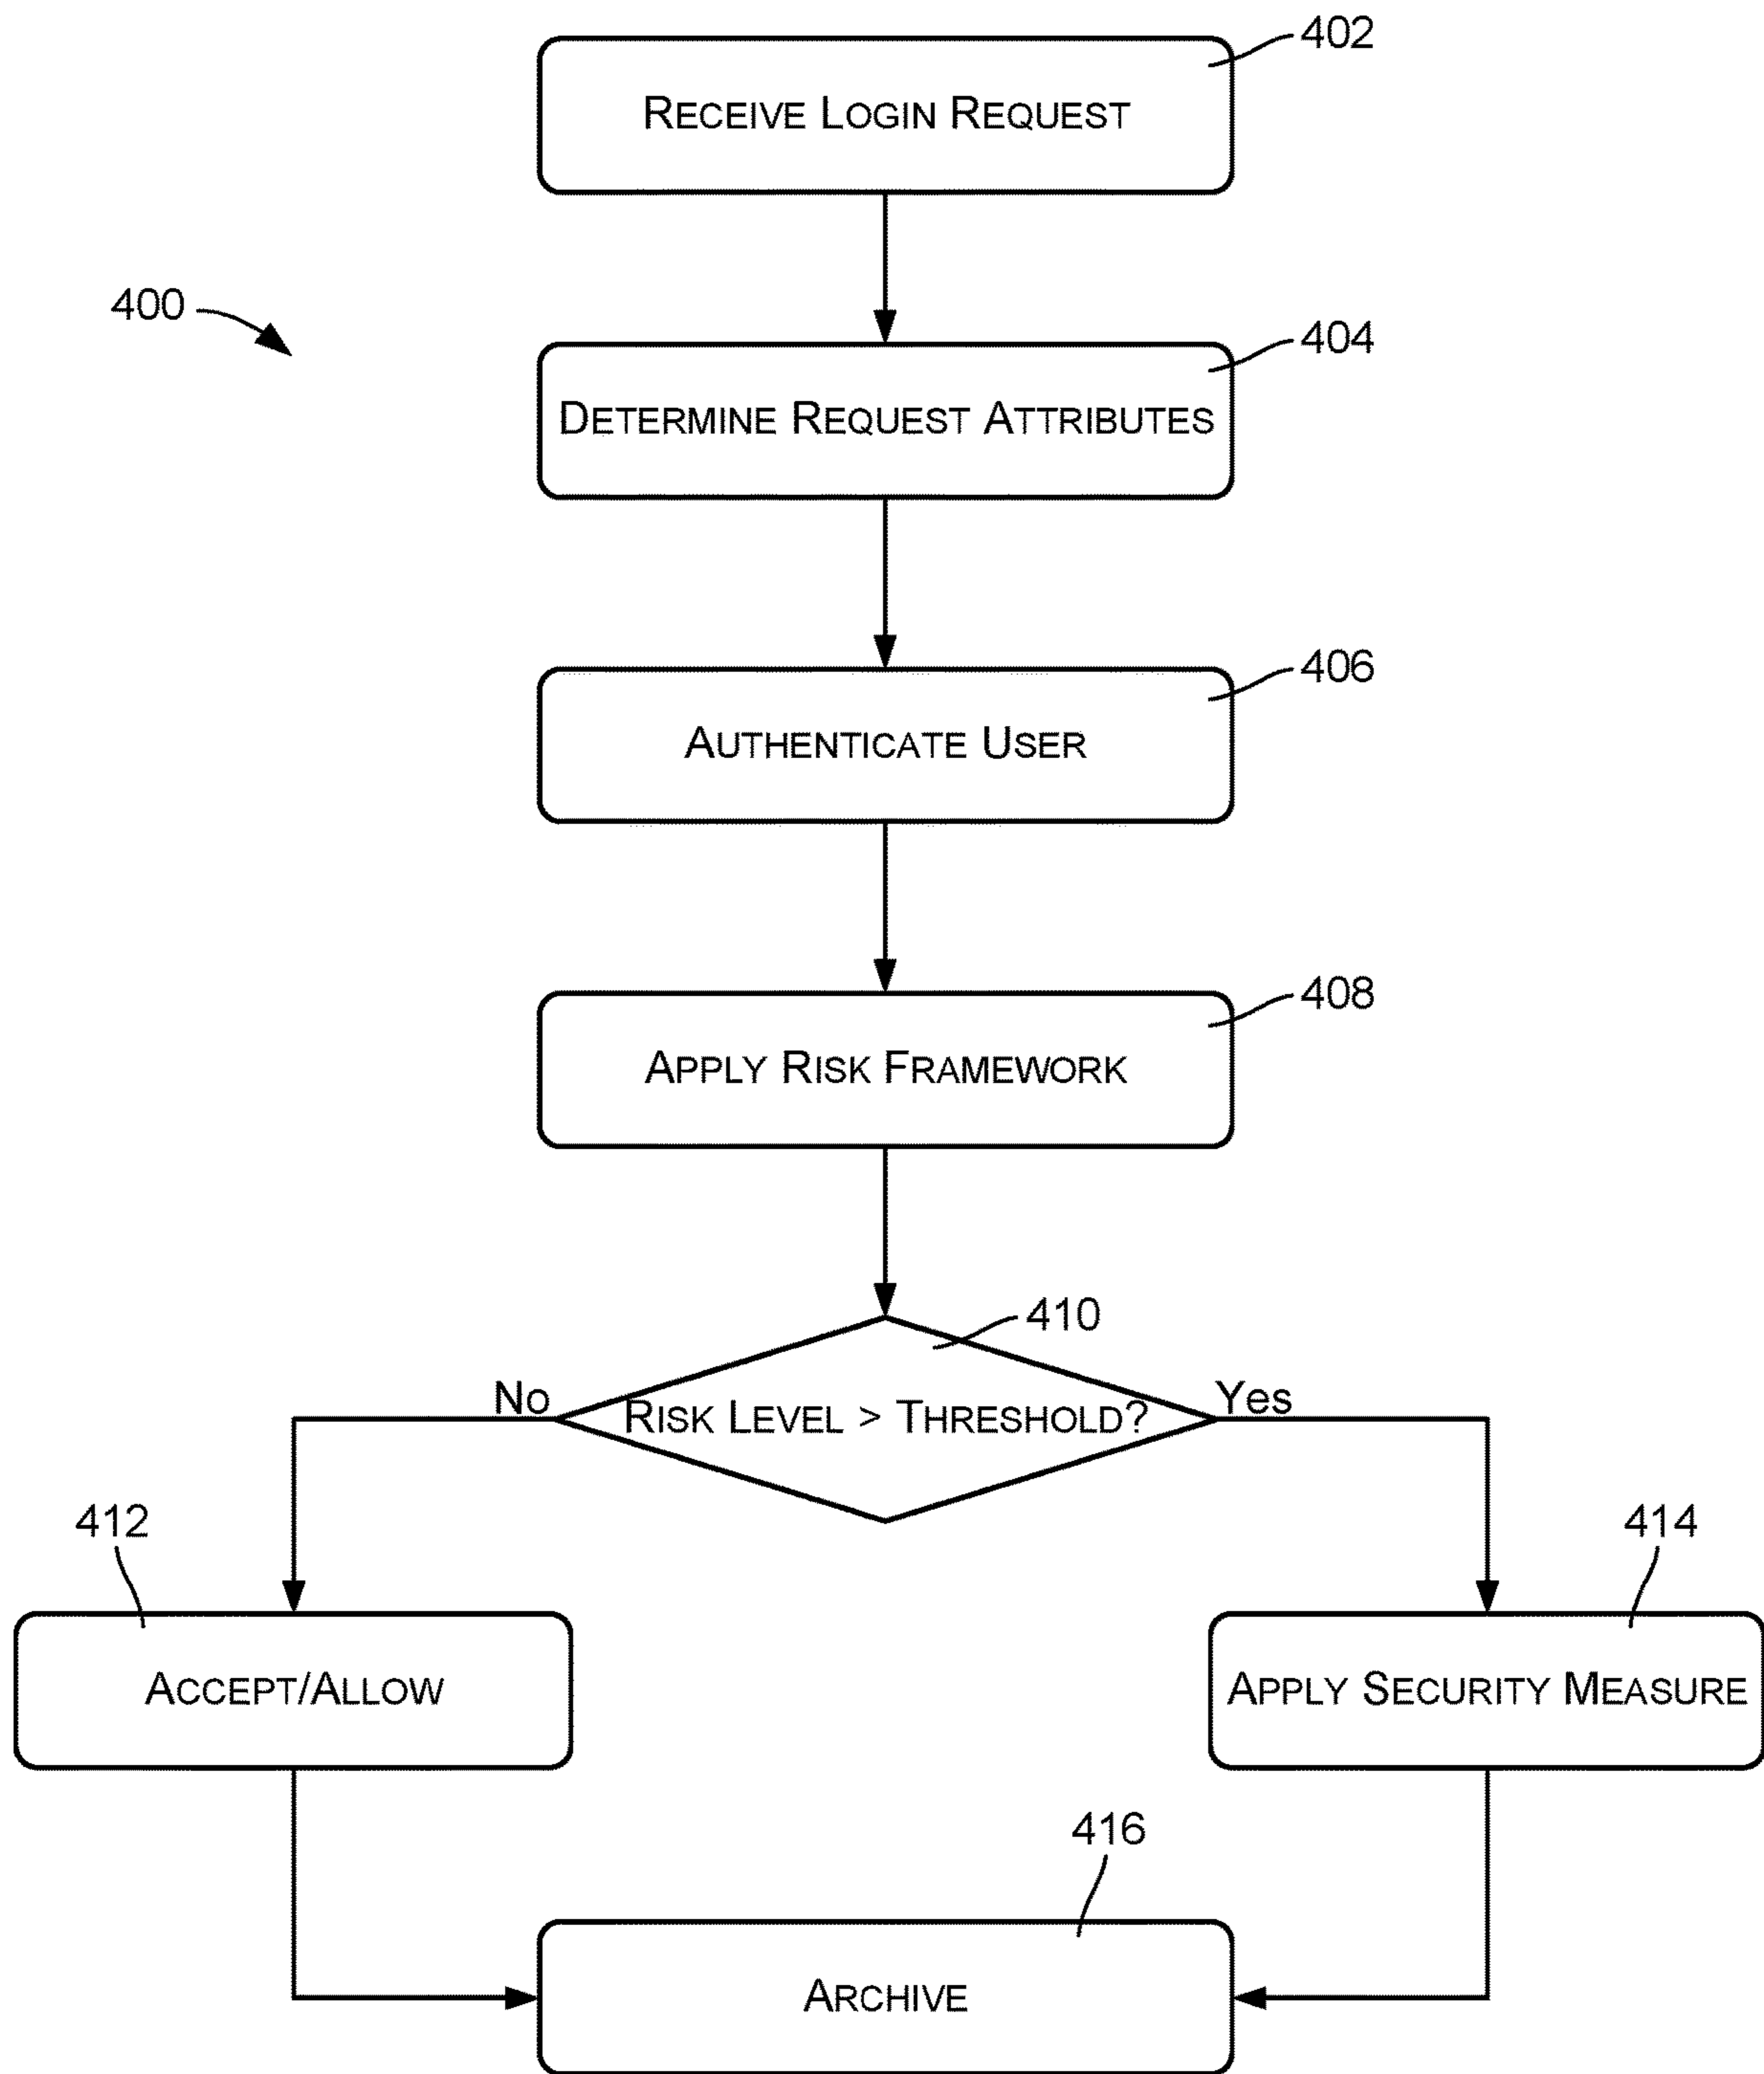 402
RECEIVE LOGIN REQUEST
400
404
DETERMINE REQUEST ATTRIBUTES
406
AUTHENTICATE USER
408
APPLY RISK FRAMEWORK
410
No
RISK LEVEL > THRESHOLD?
Yes
412
414
ACCEPT/ALLOW
APPLY SECURITY MEASURE
416
ARCHIVE